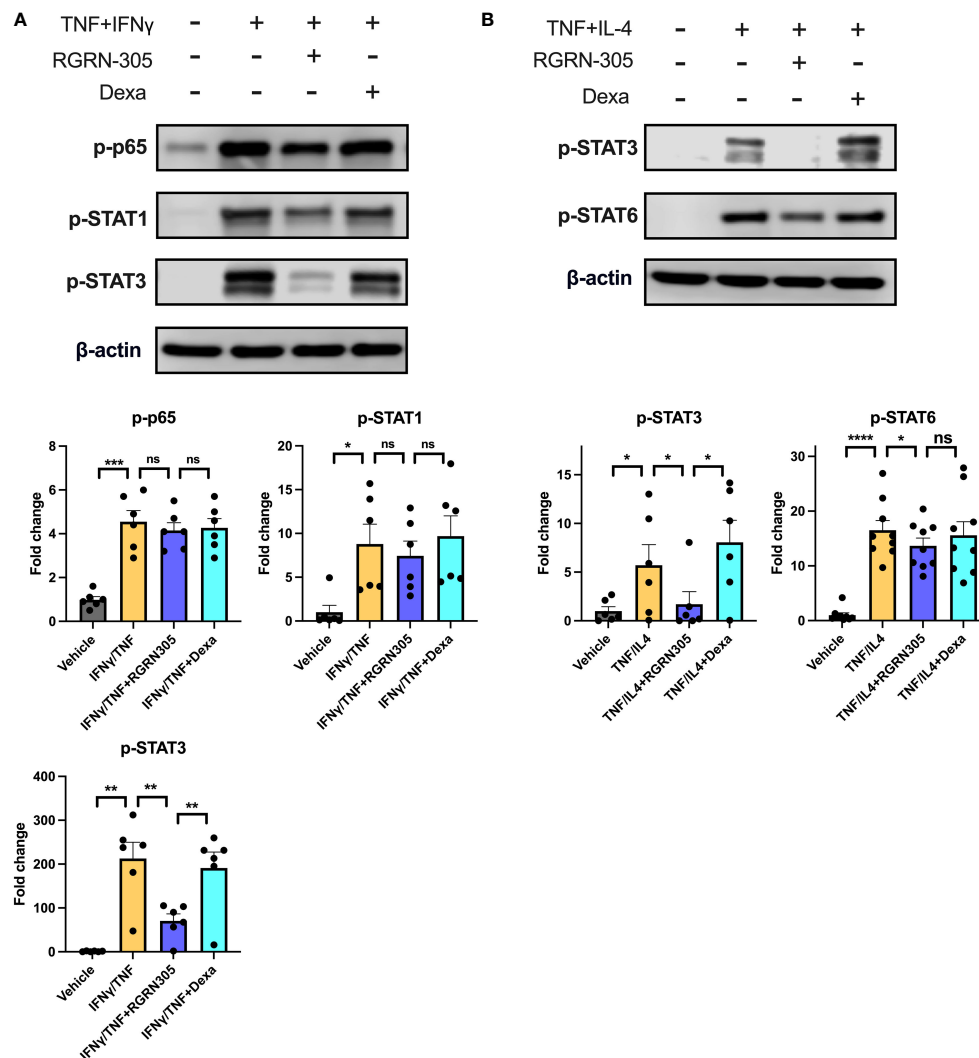 A
TNF+IFNγ - + + +
RGRN-305 - - + -
Dexa - - - +
p-p65
p-STAT1
p-STAT3
β-actin
B
TNF+IL-4 - + + +
RGRN-305 - - + -
Dexa - - - +
p-STAT3
p-STAT6
β-actin
p-p65
Fold change
8
6
4
2
0
*** ns ns
Vehicle
IFNγ/TNF
IFNγ/TNF+RGRN305
IFNγ/TNF+Dexa
p-STAT1
Fold change
20
15
10
5
0
* ns ns
Vehicle
IFNγ/TNF
IFNγ/TNF+RGRN305
IFNγ/TNF+Dexa
p-STAT3
Fold change
15
10
5
0
* * *
Vehicle
TNF/IL4
TNF/IL4+RGRN305
TNF/IL4+Dexa
p-STAT6
Fold change
30
20
10
0
**** * ns
Vehicle
TNF/IL4
TNF/IL4+RGRN305
TNF/IL4+Dexa
p-STAT3
Fold change
400
300
200
100
0
** ** **
Vehicle
IFNγ/TNF
IFNγ/TNF+RGRN305
IFNγ/TNF+Dexa